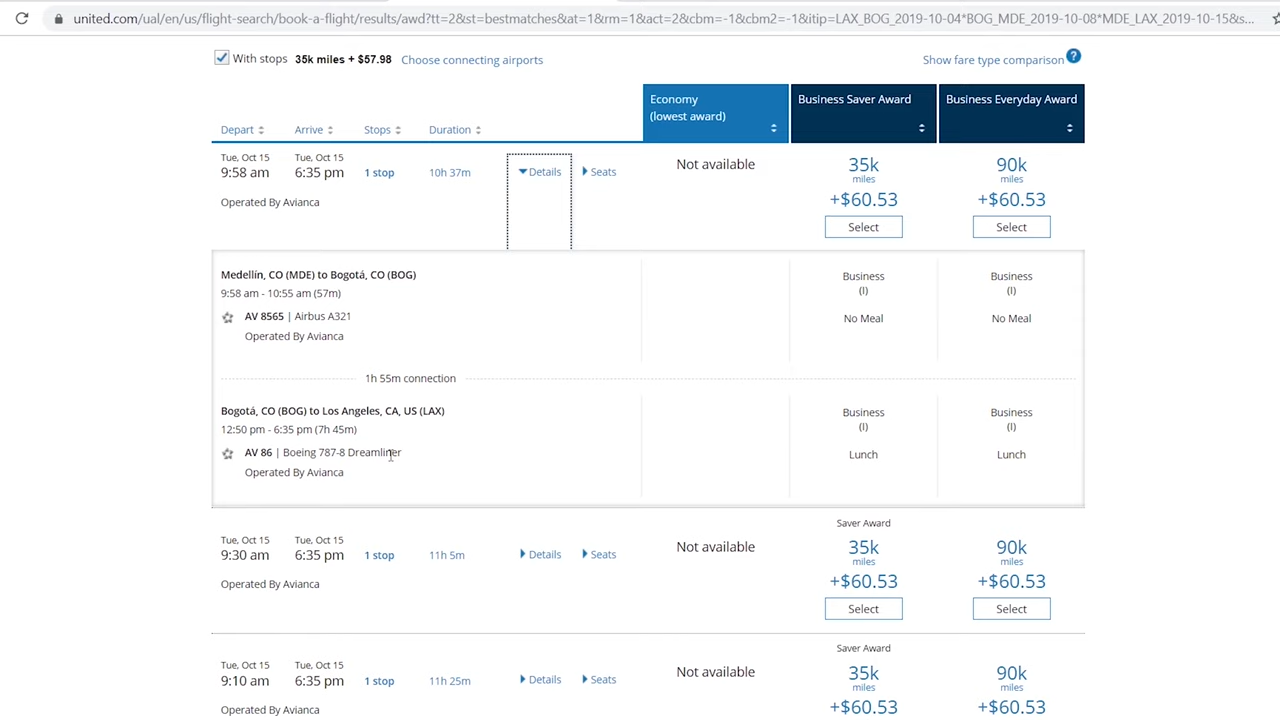 united.com/ual/en/us/flight-search/book-a-flight/results/awd?tt=2&st=bestmatches&at=1&rm=1&act=2&cbm=-1&cbm2=-1&itip=LAX_BOG_2019-10-04*BOG_MDE_2019-10-08*MDE_LAX_2019-10-15&s...
With stops 35k miles + $57.98 Choose connecting airports Show fare type comparison ?
Economy (lowest award) Business Saver Award Business Everyday Award
Depart Arrive Stops Duration
Tue, Oct 15 Tue, Oct 15
9:58 am 6:35 pm 1 stop 10h 37m Details Seats Not available 35k miles 90k miles
Operated By Avianca +$60.53 +$60.53
Select Select
Medellín, CO (MDE) to Bogotá, CO (BOG) Business Business
9:58 am - 10:55 am (57m) (I) (I)
AV 8565 | Airbus A321 No Meal No Meal
Operated By Avianca
1h 55m connection
Bogotá, CO (BOG) to Los Angeles, CA, US (LAX) Business Business
12:50 pm - 6:35 pm (7h 45m) (I) (I)
AV 86 | Boeing 787-8 Dreamliner Lunch Lunch
Operated By Avianca
Saver Award
Tue, Oct 15 Tue, Oct 15
9:30 am 6:35 pm 1 stop 11h 5m Details Seats Not available 35k miles 90k miles
Operated By Avianca +$60.53 +$60.53
Select Select
Saver Award
Tue, Oct 15 Tue, Oct 15
9:10 am 6:35 pm 1 stop 11h 25m Details Seats Not available 35k miles 90k miles
Operated By Avianca +$60.53 +$60.53